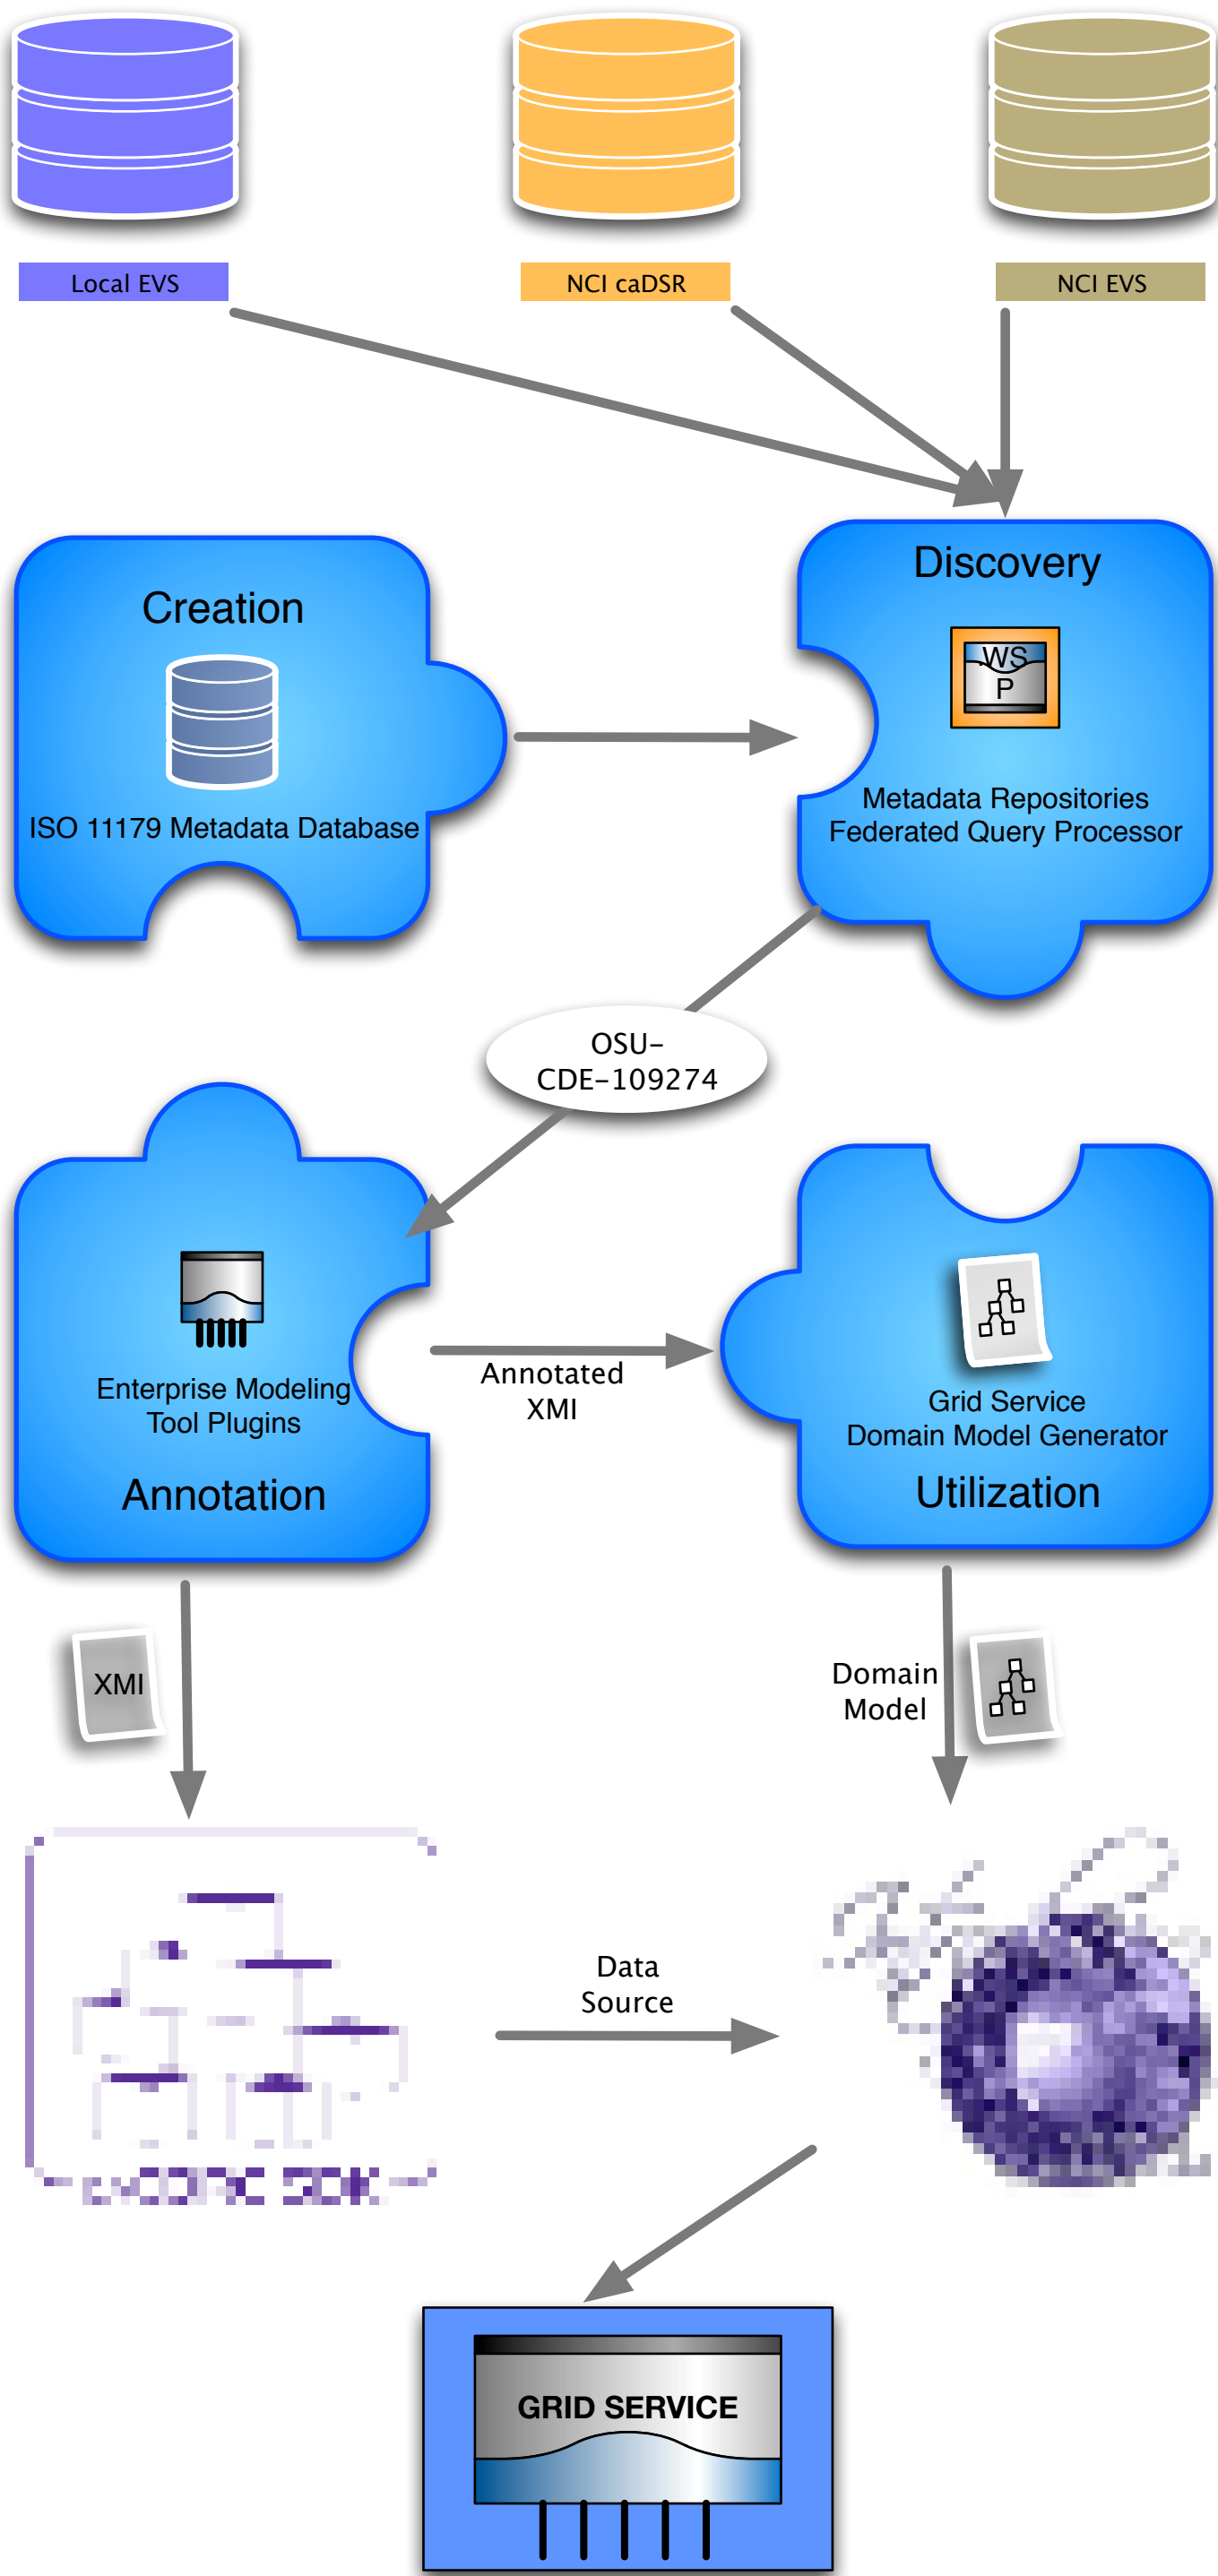 Local EVS
NCI caDSR
NCI EVS
Creation
ISO 11179 Metadata Database
Discovery
WS
P
Metadata Repositories
Federated Query Processor
OSU-
CDE-109274
Enterprise Modeling
Tool Plugins
Annotation
Annotated
XMI
Grid Service
Domain Model Generator
Utilization
XMI
Domain
Model
Data
Source
GRID SERVICE